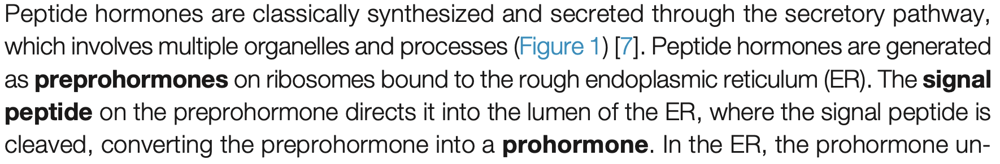 Peptide hormones are classically synthesized and secreted through the secretory pathway,
which involves multiple organelles and processes (Figure 1) [7]. Peptide hormones are generated
as preprohormones on ribosomes bound to the rough endoplasmic reticulum (ER). The signal
peptide on the preprohormone directs it into the lumen of the ER, where the signal peptide is
cleaved, converting the preprohormone into a prohormone. In the ER, the prohormone un-